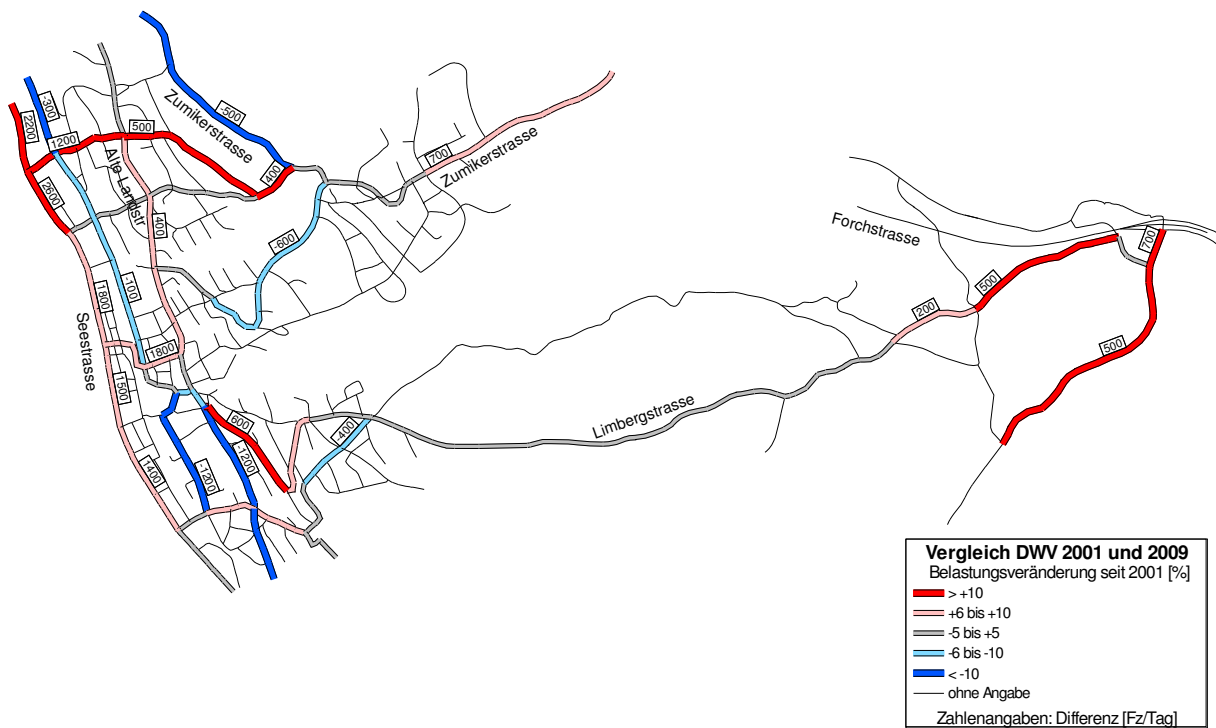 -500
-300
2200
Zumikerstrasse
500
1200
700
Zumikerstrasse
400
Alte Landstr
2600
400
Forchstrasse
700
-600
500
-100
1800
200
Seestrasse
1800
500
1500
Limbergstrasse
600
-400
-1200
1400
-1200
Vergleich DWV 2001 und 2009
Belastungsveränderung seit 2001 [%]
> +10
+6 bis +10
-5 bis +5
-6 bis -10
< -10
ohne Angabe
Zahlenangaben: Differenz [Fz/Tag]